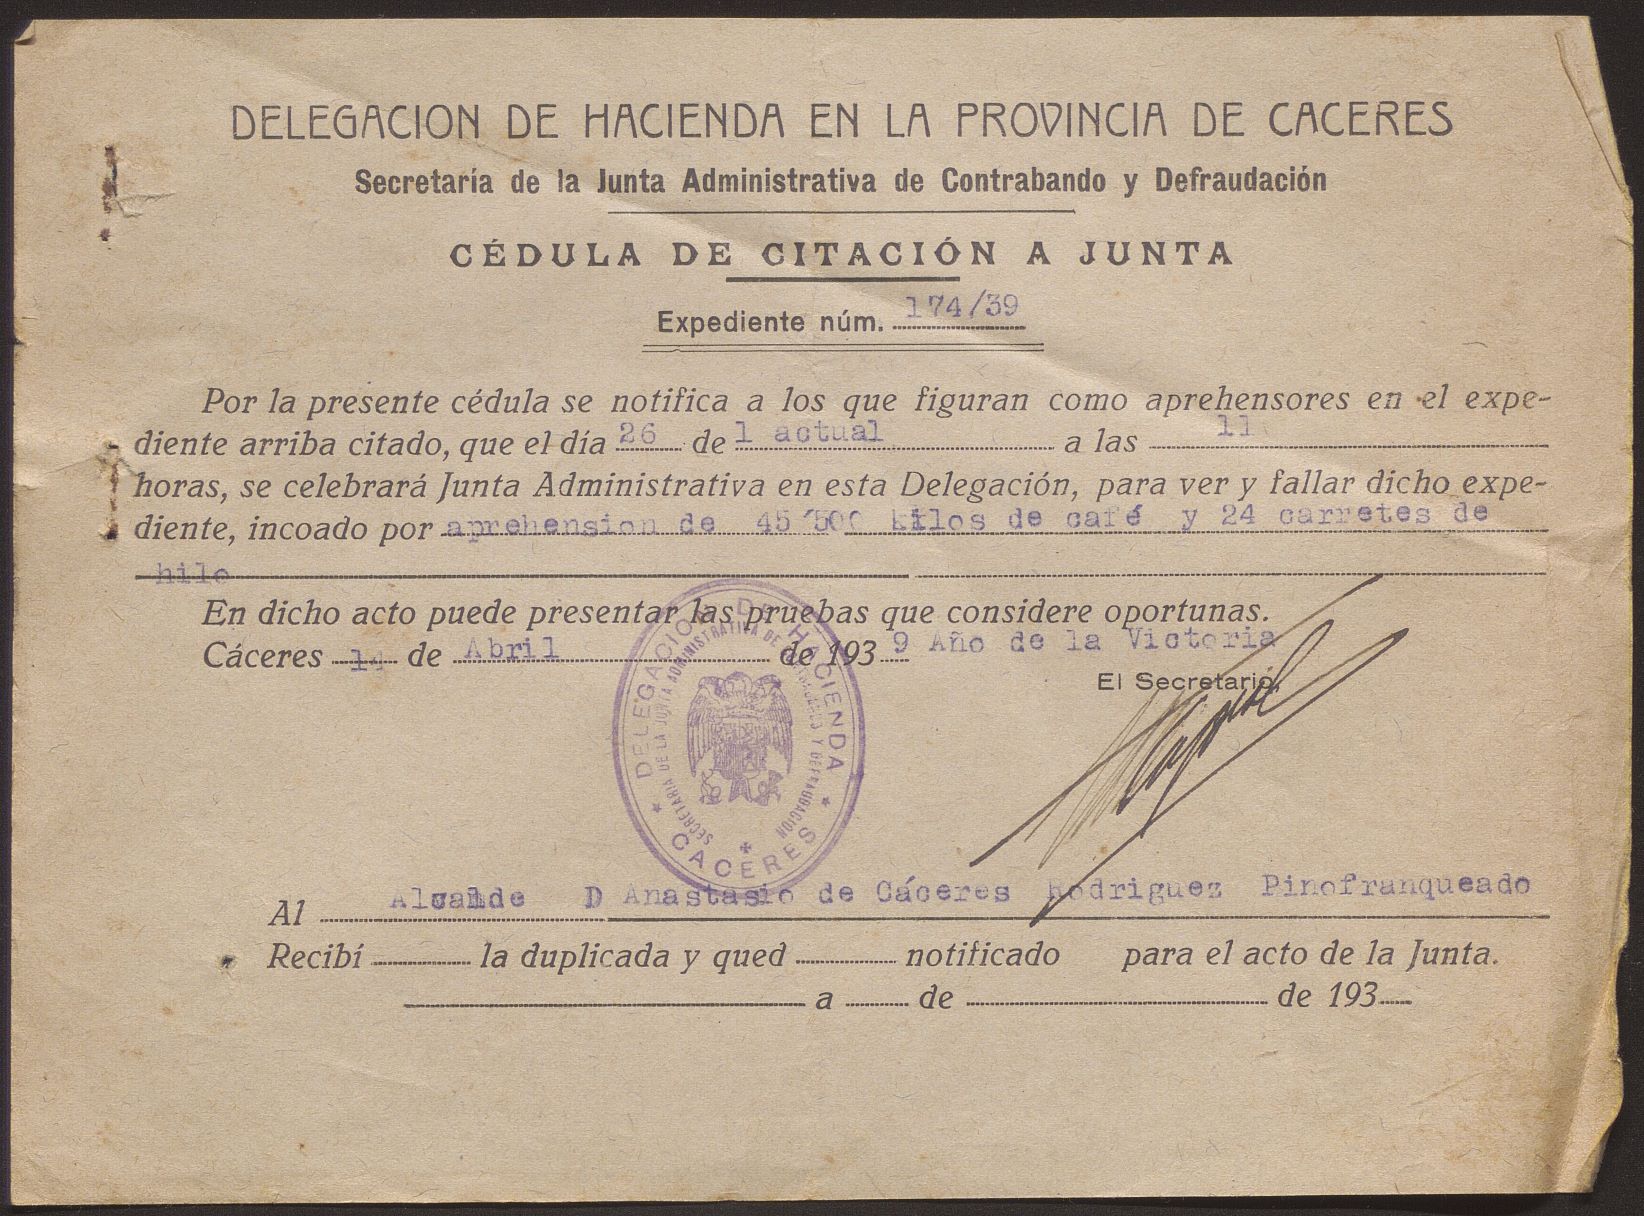 DELEGACION DE HACIENDA EN LA PROVINCIA DE CACERES
Secretaría de la Junta Administrativa de Contrabando y Defraudación
CÉDULA DE CITACIÓN A JUNTA
Expediente núm. 174/39
Por la presente cédula se notifica a los que figuran como aprehensores en el expe-
diente arriba citado, que el día 26 de l actual a las 11
horas, se celebrará Junta Administrativa en esta Delegación, para ver y fallar dicho expe-
diente, incoado por aprehension de 45'500 kilos de café y 24 carretes de
hilo
En dicho acto puede presentar las pruebas que considere oportunas.
Cáceres 14 de Abril de 193 9 Año de la Victoria
El Secretario,
DELEGACION DE HACIENDA
SECRETARIA DE LA JUNTA ADMINISTRATIVA DE CONTRABANDO Y DEFRAUDACION
CACERES
Al Alcalde D Anastasio de Cáceres Rodriguez Pinofranqueado
Recibí la duplicada y qued notificado para el acto de la Junta.
a de de 193